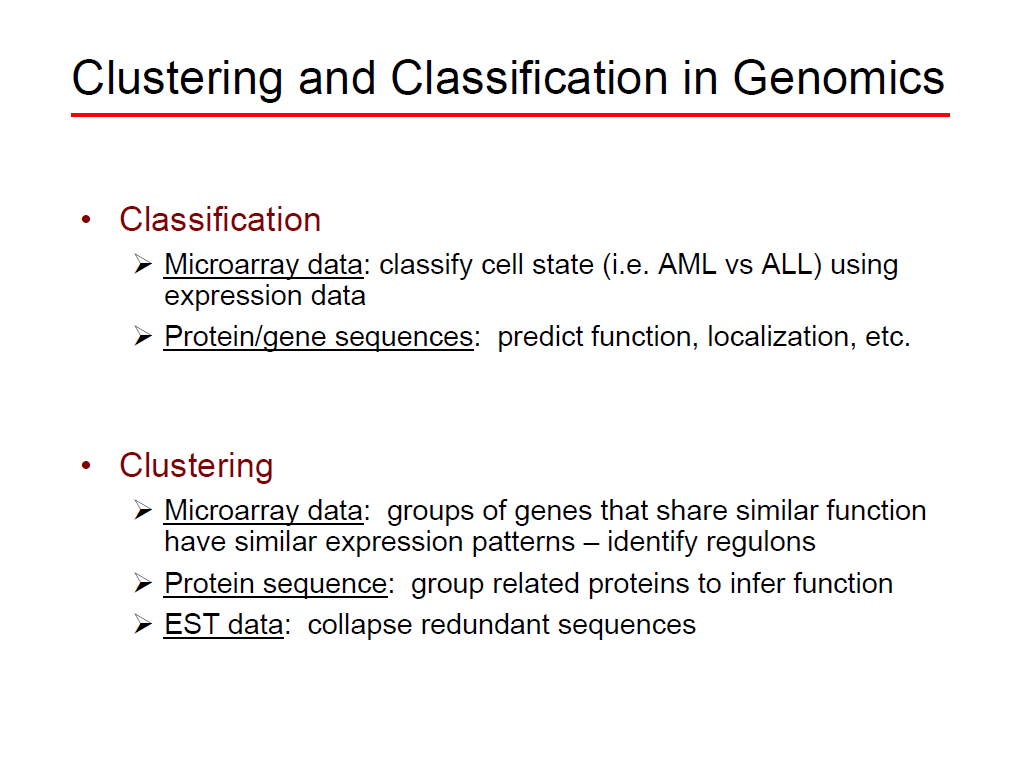 Clustering and Classification in Genomics
• Classification
➢ Microarray data: classify cell state (i.e. AML vs ALL) using
expression data
➢ Protein/gene sequences:  predict function, localization, etc.
• Clustering
➢ Microarray data:  groups of genes that share similar function
have similar expression patterns – identify regulons
➢ Protein sequence:  group related proteins to infer function
➢ EST data:  collapse redundant sequences